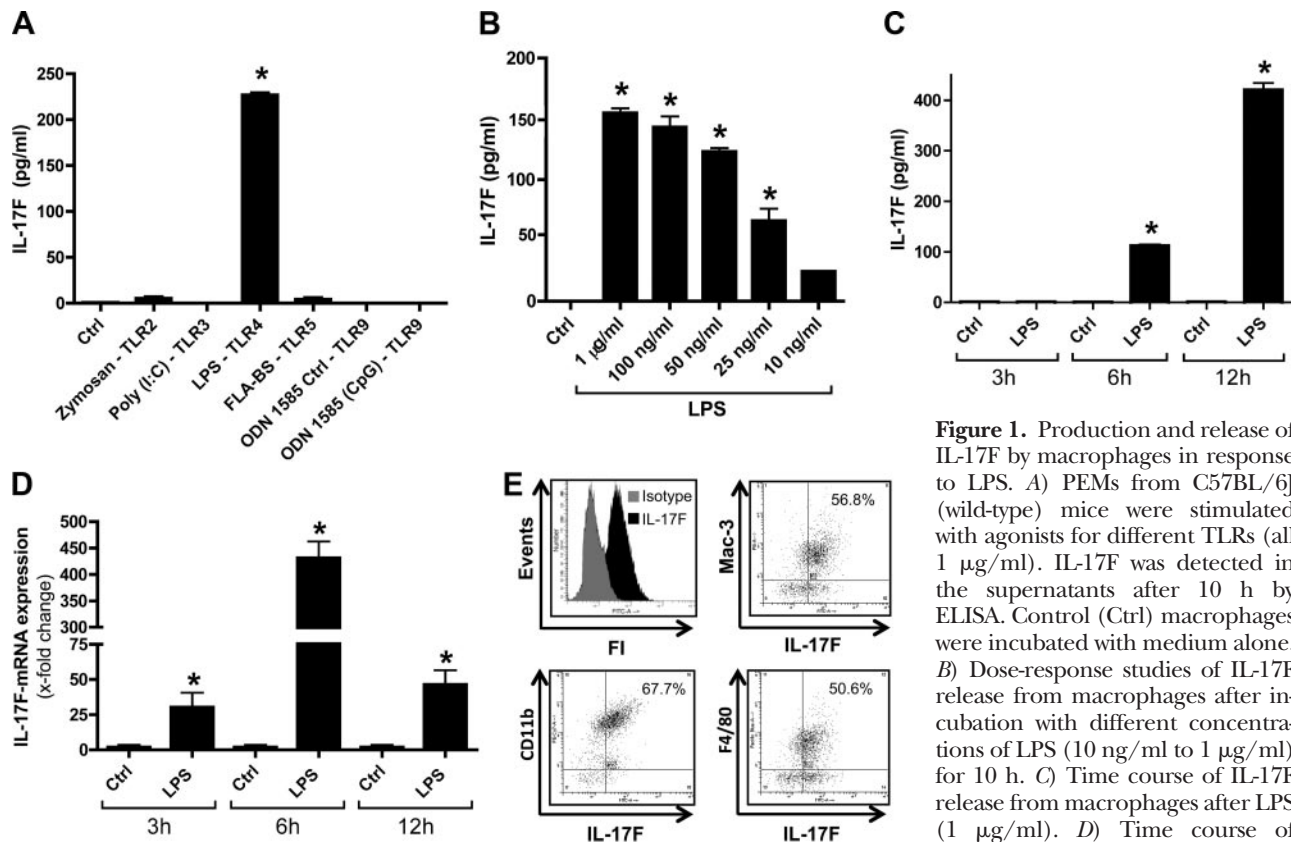 A
IL-17F (pg/ml)
250
200
150
100
50
0
*
Ctrl
Zymosan - TLR2
Poly (I:C) - TLR3
LPS - TLR4
FLA-BS - TLR5
ODN 1585 Ctrl - TLR9
ODN 1585 (CpG) - TLR9
B
IL-17F (pg/ml)
200
150
100
50
0
*
*
*
*
Ctrl
1 μg/ml
100 ng/ml
50 ng/ml
25 ng/ml
10 ng/ml
LPS
C
IL-17F (pg/ml)
400
300
200
100
0
*
*
Ctrl
LPS
Ctrl
LPS
Ctrl
LPS
3h
6h
12h
D
IL-17F-mRNA expression
(x-fold change)
500
450
400
350
300
75
50
25
0
*
*
*
Ctrl
LPS
Ctrl
LPS
Ctrl
LPS
3h
6h
12h
E
Events
Number
Isotype
IL-17F
FITC-A
FI
Mac-3
56.8%
IL-17F
CD11b
67.7%
IL-17F
F4/80
50.6%
IL-17F
Figure 1. Production and release of
IL-17F by macrophages in response
to LPS. A) PEMs from C57BL/6J
(wild-type) mice were stimulated
with agonists for different TLRs (all
1 μg/ml). IL-17F was detected in
the supernatants after 10 h by
ELISA. Control (Ctrl) macrophages
were incubated with medium alone.
B) Dose-response studies of IL-17F
release from macrophages after in-
cubation with different concentra-
tions of LPS (10 ng/ml to 1 μg/ml)
for 10 h. C) Time course of IL-17F
release from macrophages after LPS
(1 μg/ml). D) Time course of